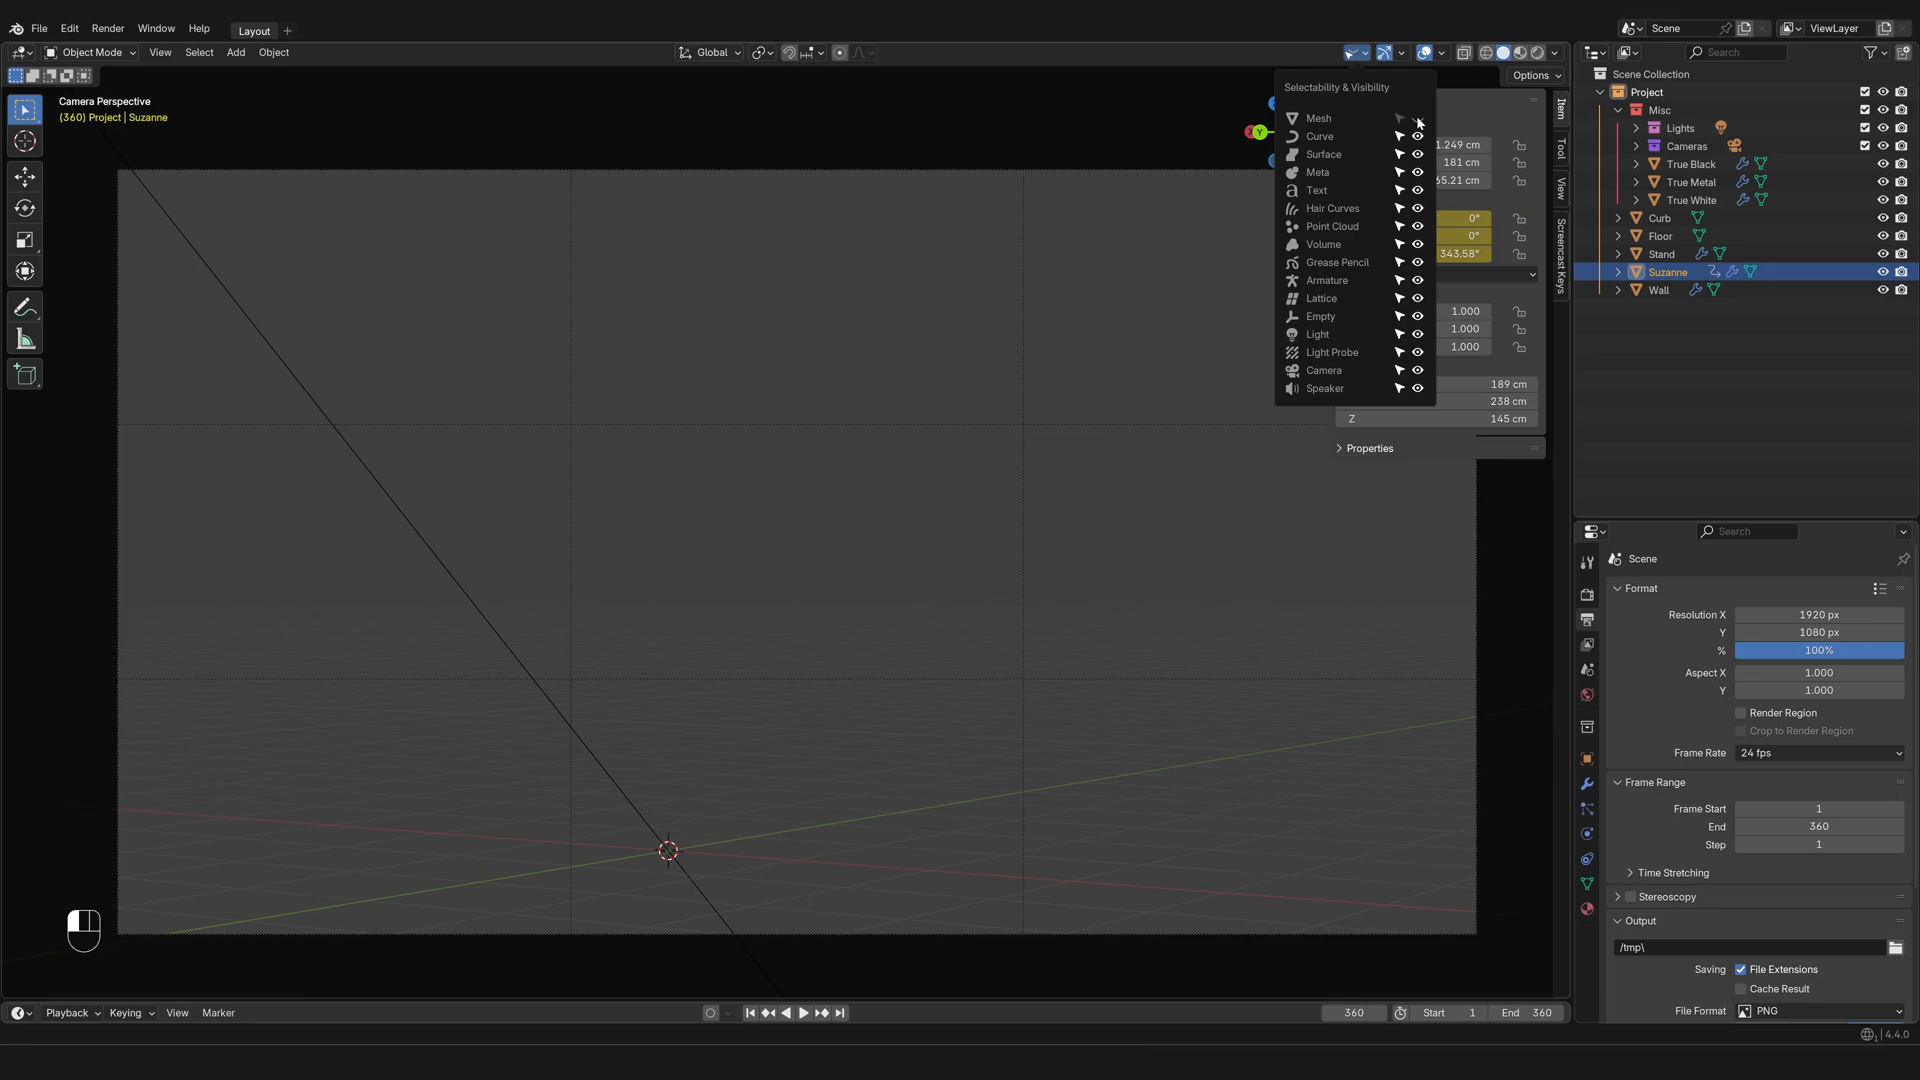 File Edit Render Window Help Layout + Scene ViewLayer
Object Mode View Select Add Object Global Search
Options
Camera Perspective
(360) Project | Suzanne
Selectability & Visibility
Mesh
Curve
Surface
Meta
Text
Hair Curves
Point Cloud
Volume
Grease Pencil
Armature
Lattice
Empty
Light
Light Probe
Camera
Speaker
1.249 cm
181 cm
65.21 cm
0°
0°
343.58°
1.000
1.000
1.000
189 cm
238 cm
Z 145 cm
Properties
Item
Tool
View
Screencast Keys
X
Y
Scene Collection
Project
Misc
Lights
Cameras
True Black
True Metal
True White
Curb
Floor
Stand
Suzanne
Wall
Search
Scene
Format
Resolution X 1920 px
Y 1080 px
% 100%
Aspect X 1.000
Y 1.000
Render Region
Crop to Render Region
Frame Rate 24 fps
Frame Range
Frame Start 1
End 360
Step 1
Time Stretching
Stereoscopy
Output
/tmp\
Saving File Extensions
Cache Result
File Format PNG
Playback Keying View Marker 360 Start 1 End 360
4.4.0